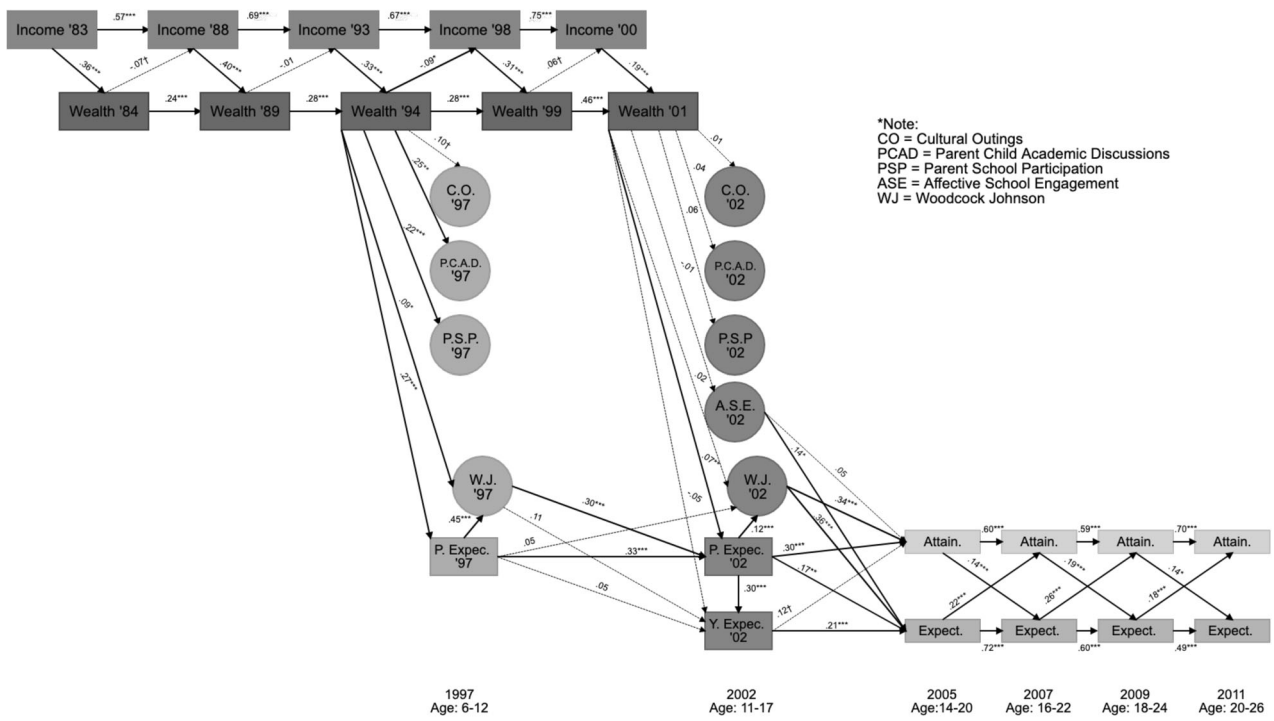 Income '83
.57***
Income '88
.69***
Income '93
.67***
Income '98
.75***
Income '00
.36***
-.07†
.40***
-.01
.33***
-.09*
.31***
.06†
.19***
Wealth '84
.24***
Wealth '89
.28***
Wealth '94
.28***
Wealth '99
.46***
Wealth '01
*Note:
CO = Cultural Outings
PCAD = Parent Child Academic Discussions
PSP = Parent School Participation
ASE = Affective School Engagement
WJ = Woodcock Johnson
.10†
.25**
.22***
.09*
.27***
.01
.04
.06
-.01
.02
.07**
-.05
C.O.
'97
P.C.A.D.
'97
P.S.P.
'97
W.J.
'97
.45***
P. Expec.
'97
C.O.
'02
P.C.A.D.
'02
P.S.P
'02
A.S.E.
'02
W.J.
'02
.12***
P. Expec.
'02
.30***
Y. Expec.
'02
.30***
.11
.05
.33***
.05
.14*
.05
.34***
.36***
.30***
.17**
.12†
.21***
Attain.
.60***
Attain.
.59***
Attain.
.70***
Attain.
.14***
.22***
.19***
.26***
.14*
.18***
Expect.
.72***
Expect.
.60***
Expect.
.49***
Expect.
1997
Age: 6-12
2002
Age: 11-17
2005
Age:14-20
2007
Age: 16-22
2009
Age: 18-24
2011
Age: 20-26